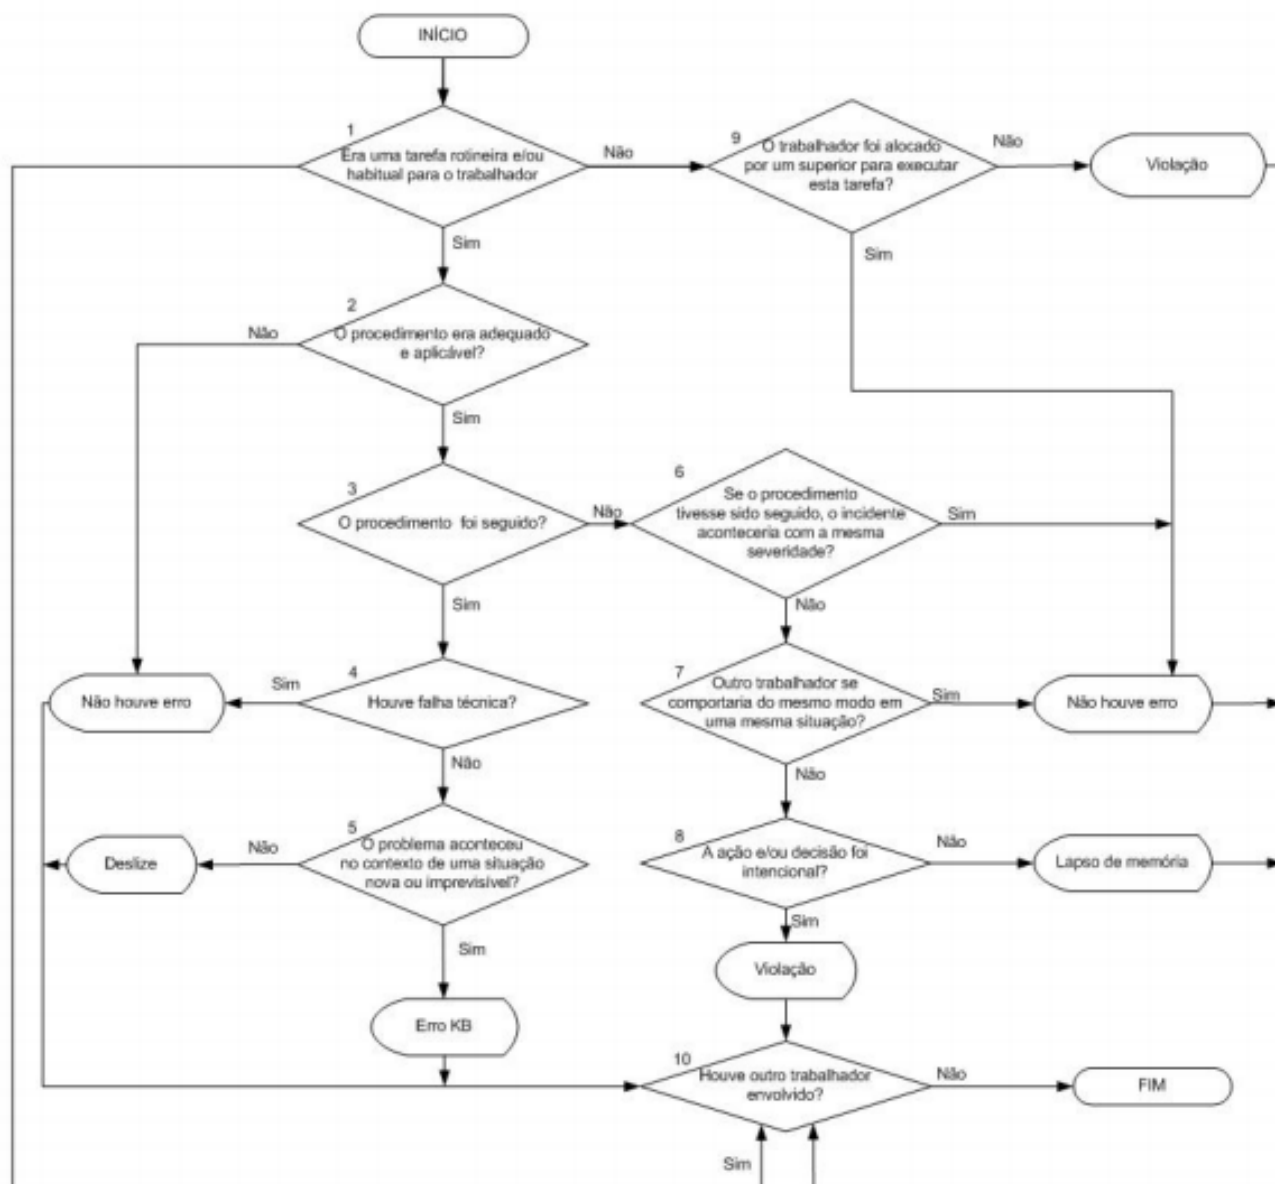 INÍCIO
1
Era uma tarefa rotineira e/ou
habitual para o trabalhador
Não
Sim
9
O trabalhador foi alocado
por um superior para executar
esta tarefa?
Não
Violação
Sim
2
O procedimento era adequado
e aplicável?
Não
Sim
3
O procedimento foi seguido?
Não
Sim
6
Se o procedimento
tivesse sido seguido, o incidente
aconteceria com a mesma
severidade?
Sim
Não
4
Houve falha técnica?
Sim
Não houve erro
Não
7
Outro trabalhador se
comportaria do mesmo modo em
uma mesma situação?
Sim
Não houve erro
Não
5
O problema aconteceu
no contexto de uma situação
nova ou imprevisível?
Não
Deslize
Sim
Erro KB
8
A ação e/ou decisão foi
intencional?
Não
Lapso de memória
Sim
Violação
10
Houve outro trabalhador
envolvido?
Não
FIM
Sim